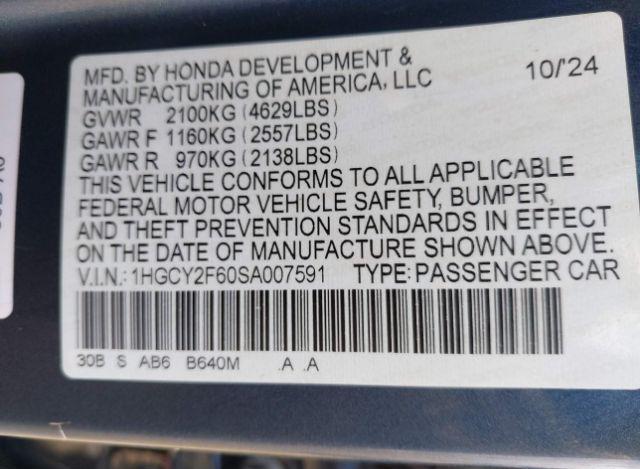 MFD. BY HONDA DEVELOPMENT &
MANUFACTURING OF AMERICA, LLC 10/'24
GVWR 2100KG (4629LBS)
GAWR F 1160KG (2557LBS)
GAWR R 970KG (2138LBS)
THIS VEHICLE CONFORMS TO ALL APPLICABLE
FEDERAL MOTOR VEHICLE SAFETY, BUMPER,
AND THEFT PREVENTION STANDARDS IN EFFECT
ON THE DATE OF MANUFACTURE SHOWN ABOVE.
V.I.N.: 1HGCY2F60SA007591 TYPE: PASSENGER CAR
30B S AB6 B640M .A .A